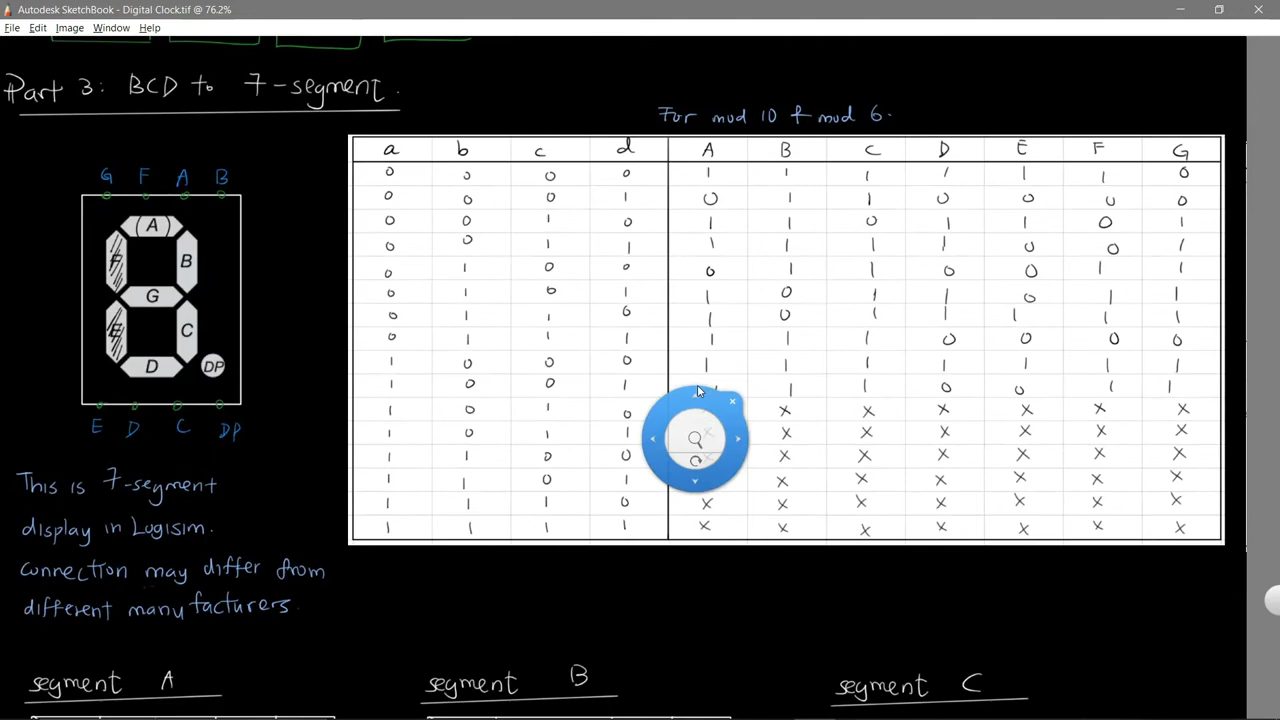 Autodesk SketchBook - Digital Clock.tif @ 76.2%
File Edit Image Window Help
Part 3: BCD to 7-segment.
For mod 10 & mod 6.
G F A B
A
F B
G
E C
D DP
E D C DP
This is 7-segment
display in Logisim.
connection may differ from
different manufacturers.
a b c d A B C D E F G
0 0 0 0 1 1 1 1 1 1 0
0 0 0 1 0 1 1 0 0 0 0
0 0 1 0 1 1 0 1 1 0 1
0 0 1 1 1 1 1 1 0 0 1
0 1 0 0 0 1 1 0 0 1 1
0 1 0 1 1 0 1 1 0 1 1
0 1 1 0 1 0 1 1 1 1 1
0 1 1 1 1 1 1 0 0 0 0
1 0 0 0 1 1 1 1 1 1 1
1 0 0 1 1 1 0 0 1 1
1 0 1 0 x x x x x x
1 0 1 1 x x x x x x
1 1 0 0 x x x x x x
1 1 0 1 x x x x x x
1 1 1 0 x x x x x x x
1 1 1 1 x x x x x x x
segment A segment B segment C